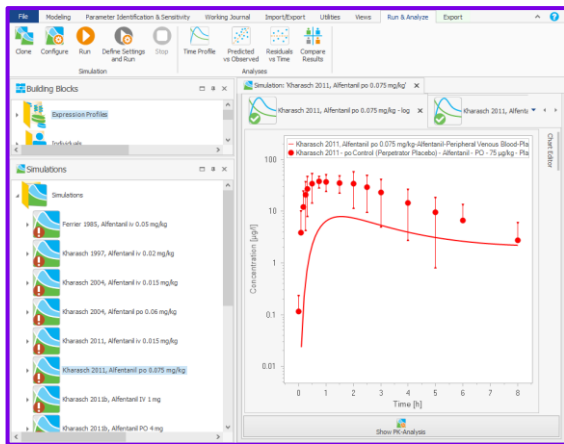 File Modeling Parameter Identification & Sensitivity Working Journal Import/Export Utilities Views Run & Analyze Export
Clone Configure Run Define Settings and Run Stop Time Profile Predicted vs Observed Residuals vs Time Compare Results
Simulation Analyses
Building Blocks
Expression Profiles
Individuals
Simulations
Simulations
Ferrier 1985, Alfentanil iv 0.05 mg/kg
Kharasch 1997, Alfentanil iv 0.02 mg/kg
Kharasch 2004, Alfentanil iv 0.015 mg/kg
Kharasch 2004, Alfentanil po 0.06 mg/kg
Kharasch 2011, Alfentanil iv 0.015 mg/kg
Kharasch 2011, Alfentanil po 0.075 mg/kg
Kharasch 2011b, Alfentanil IV 1 mg
Kharasch 2011b, Alfentanil PO 4 mg
Simulation: 'Kharasch 2011, Alfentanil po 0.075 mg/kg'
Kharasch 2011, Alfentanil po 0.075 mg/kg - log
Kharasch 2011, Alfenta
Chart Editor
Kharasch 2011, Alfentanil po 0.075 mg/kg-Alfentanil-Peripheral Venous Blood-Pla
Kharasch 2011 - po Control (Perpetrator Placebo) - Alfentanil - PO - 75 µg/kg - Pla
Concentration [µg/l]
100
10
1
0.1
0.01
0 1 2 3 4 5 6 7 8
Time [h]
Show PK-Analysis